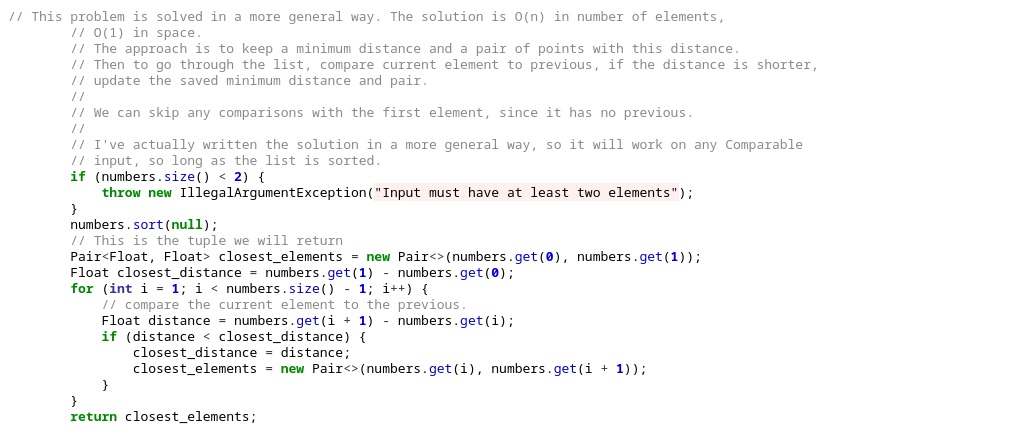 // This problem is solved in a more general way. The solution is O(n) in number of elements,
// O(1) in space.
// The approach is to keep a minimum distance and a pair of points with this distance.
// Then to go through the list, compare current element to previous, if the distance is shorter,
// update the saved minimum distance and pair.
//
// We can skip any comparisons with the first element, since it has no previous.
//
// I've actually written the solution in a more general way, so it will work on any Comparable
// input, so long as the list is sorted.
if (numbers.size() < 2) {
throw new IllegalArgumentException("Input must have at least two elements");
}
numbers.sort(null);
// This is the tuple we will return
Pair<Float, Float> closest_elements = new Pair<>(numbers.get(0), numbers.get(1));
Float closest_distance = numbers.get(1) - numbers.get(0);
for (int i = 1; i < numbers.size() - 1; i++) {
// compare the current element to the previous.
Float distance = numbers.get(i + 1) - numbers.get(i);
if (distance < closest_distance) {
closest_distance = distance;
closest_elements = new Pair<>(numbers.get(i), numbers.get(i + 1));
}
}
return closest_elements;